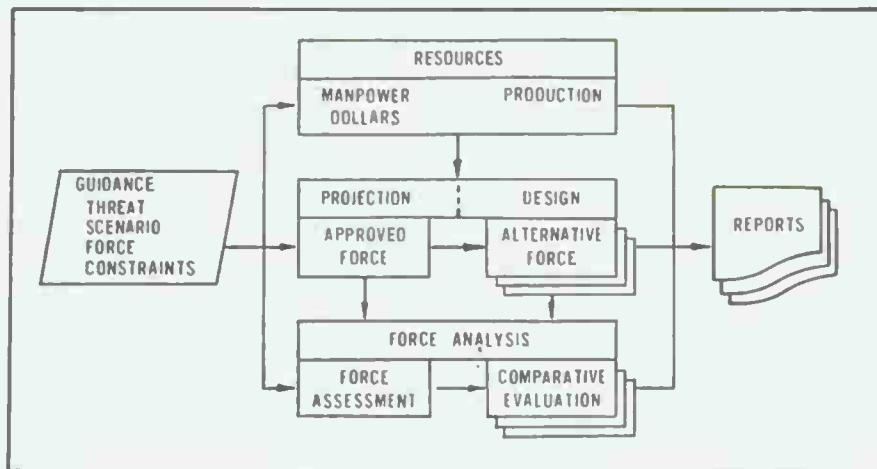 RESOURCES
MANPOWER PRODUCTION
DOLLARS
GUIDANCE
THREAT
SCENARIO
FORCE
CONSTRAINTS
PROJECTION DESIGN
APPROVED
FORCE
ALTERNATIVE
FORCE
REPORTS
FORCE ANALYSIS
FORCE
ASSESSMENT
COMPARATIVE
EVALUATION